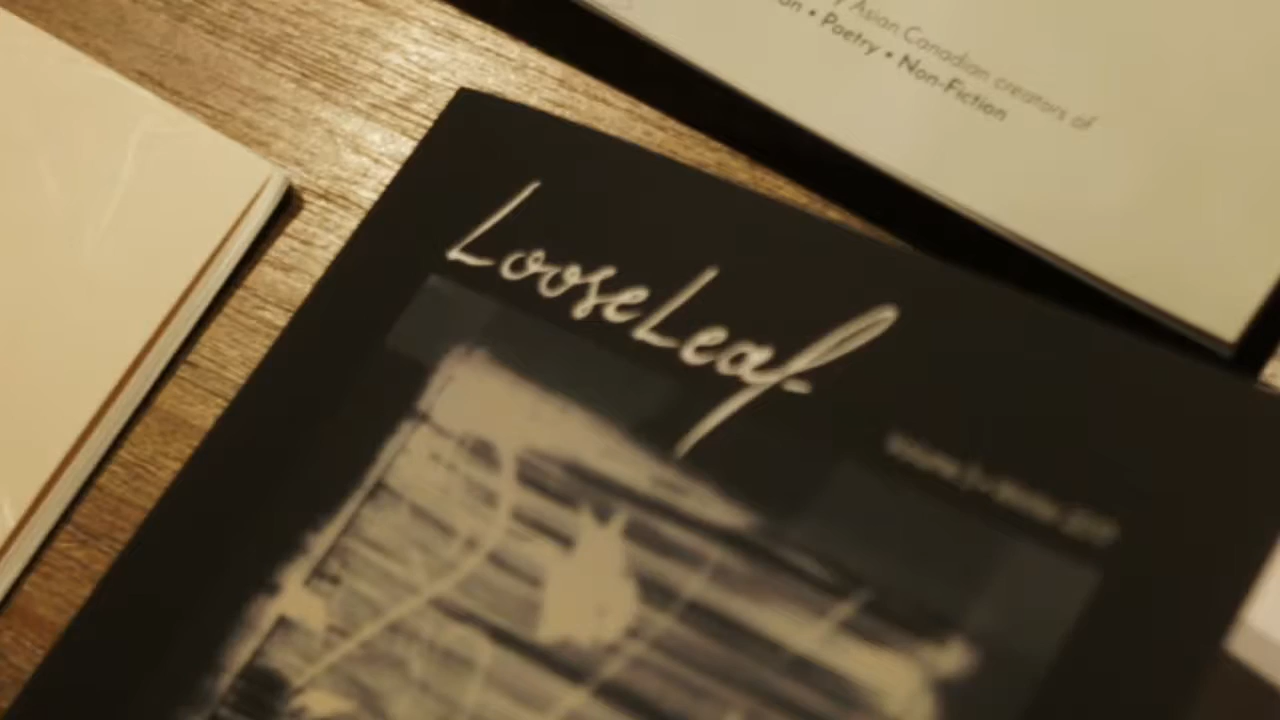 Asian Canadian creators of
• Poetry • Non-Fiction
LooseLeaf